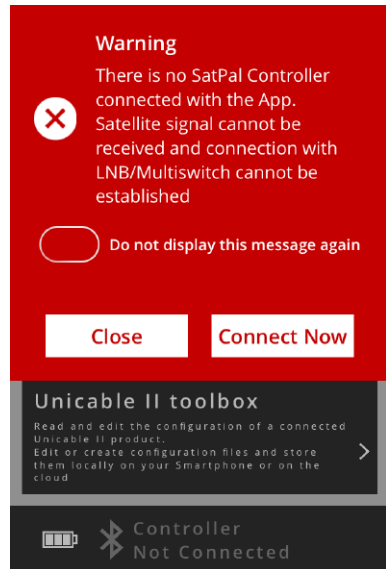 Warning
There is no SatPal Controller
connected with the App.
Satellite signal cannot be
received and connection with
LNB/Multiswitch cannot be
established
Do not display this message again
Close
Connect Now
Unicable II toolbox
Read and edit the configuration of a connected
Unicable II product.
Edit or create configuration files and store
them locally on your Smartphone or on the
cloud
Controller
Not Connected